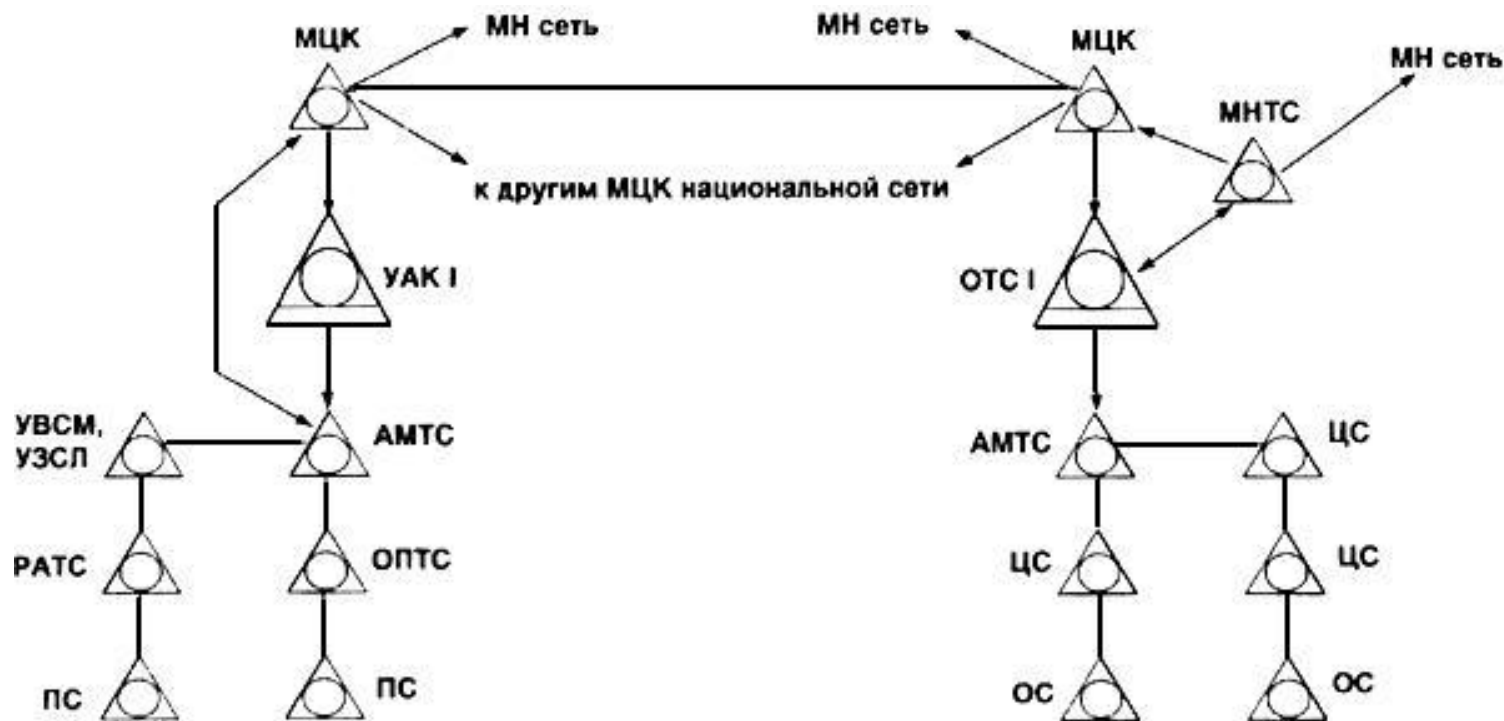 МЦК
МН сеть
МН сеть
МЦК
МН сеть
МНТС
к другим МЦК национальной сети
УАК I
ОТС I
УВСМ,
УЗСЛ
АМТС
АМТС
ЦС
РАТС
ОПТС
ЦС
ЦС
ПС
ПС
ОС
ОС